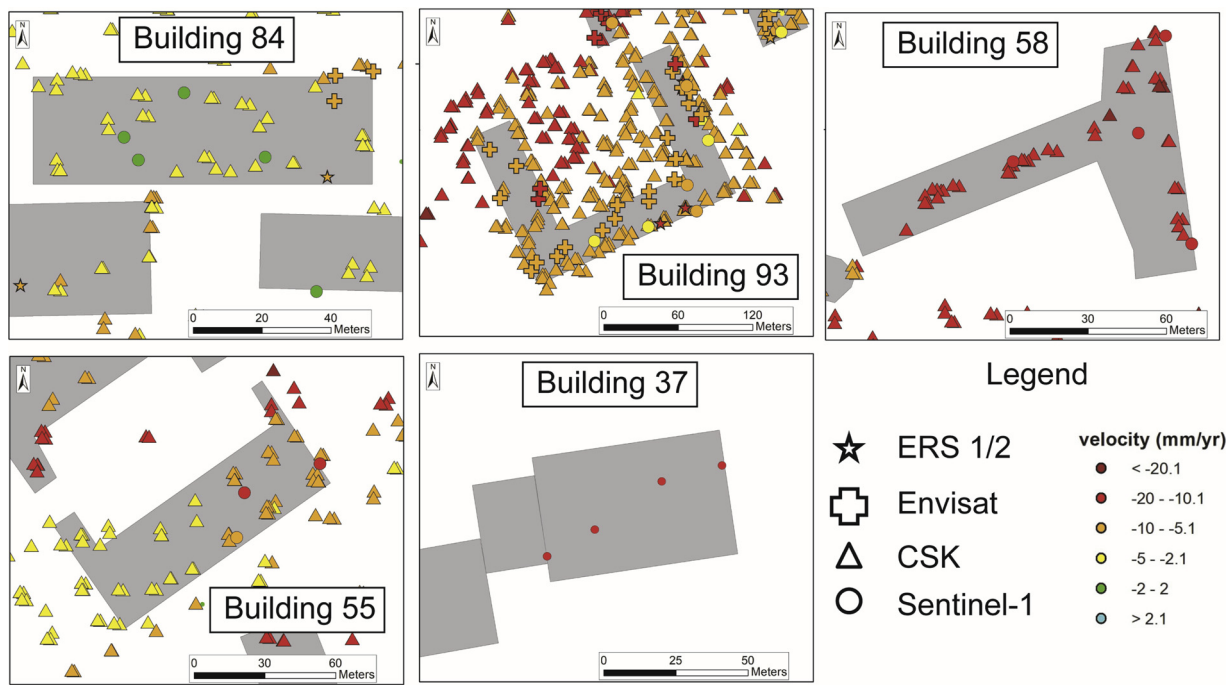 N
Building 84
0 20 40
Meters
N
Building 93
0 60 120
Meters
N
Building 58
0 30 60
Meters
N
Building 55
0 30 60
Meters
N
Building 37
0 25 50
Meters
Legend
ERS 1/2
Envisat
CSK
Sentinel-1
velocity (mm/yr)
< -20.1
-20 - -10.1
-10 - -5.1
-5 - -2.1
-2 - 2
> 2.1